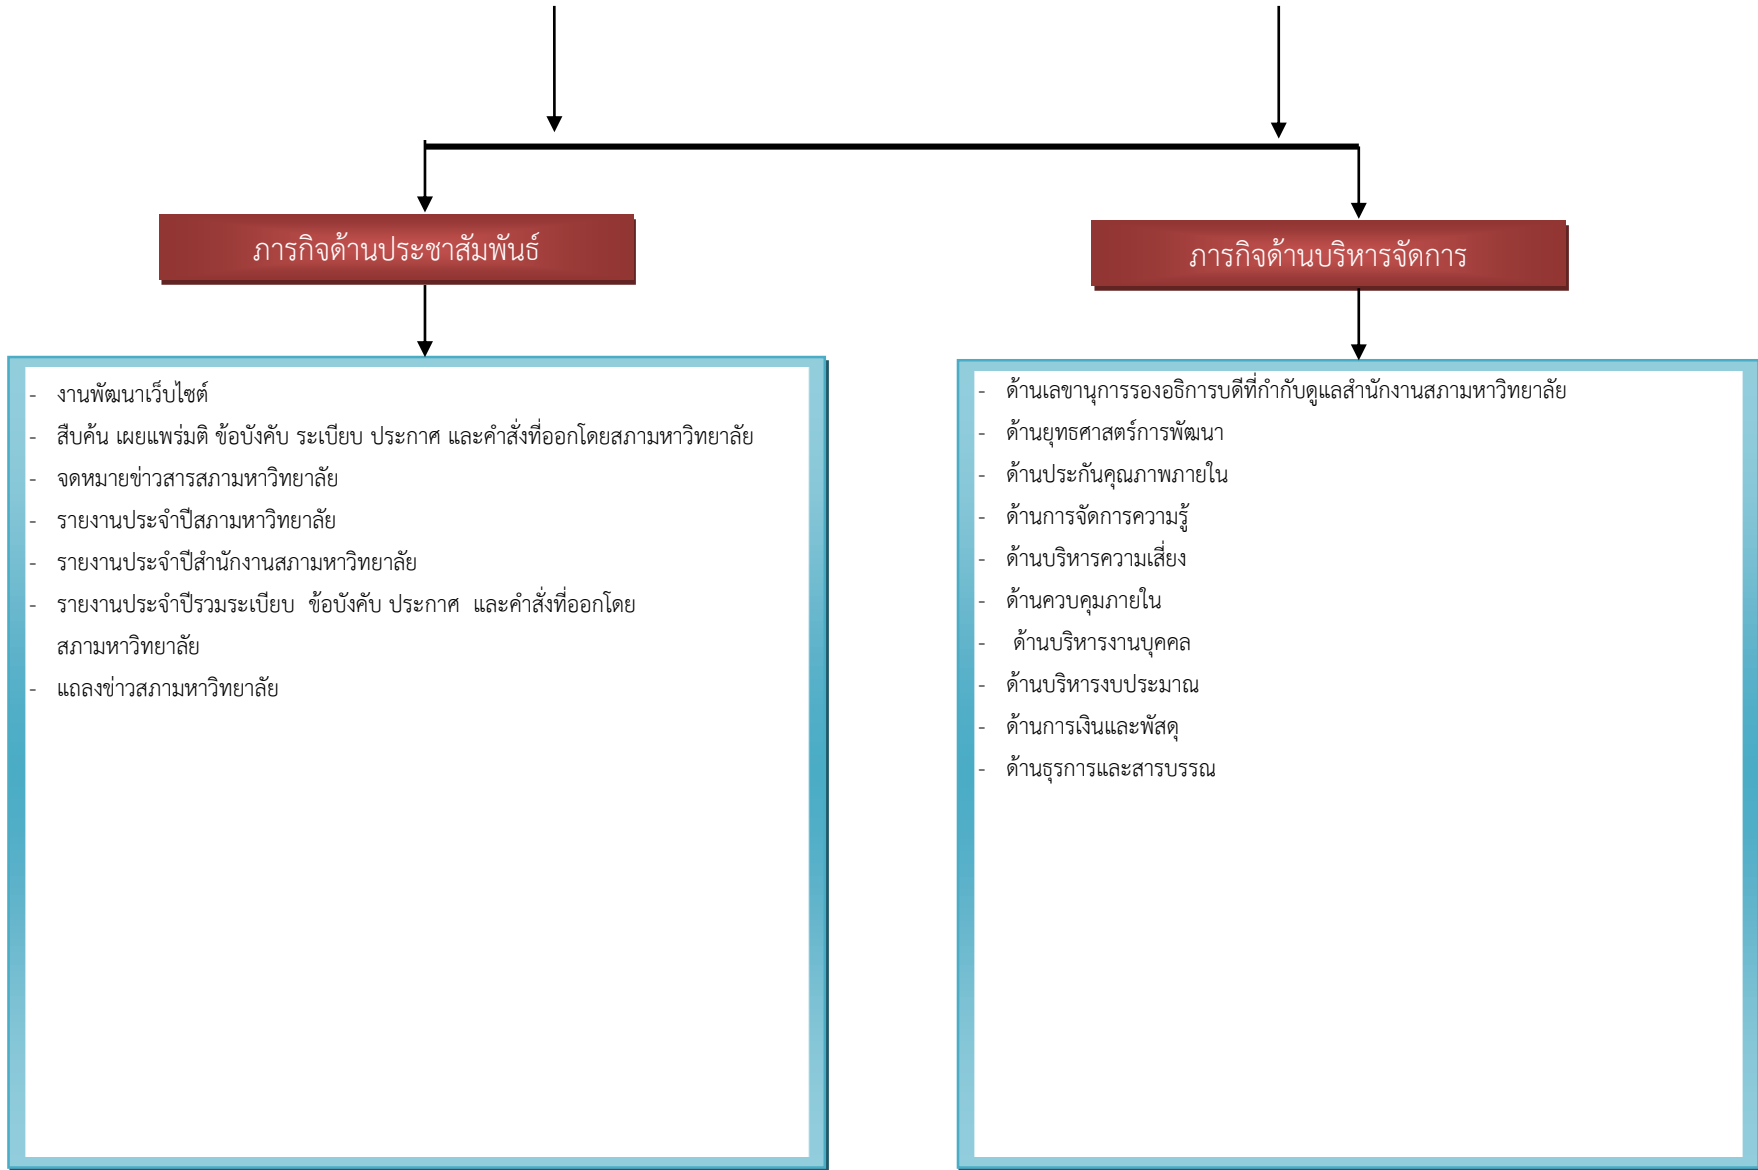 ภารกิจด้านประชาสัมพันธ์
- งานพัฒนาเว็บไซต์
- สืบค้น เผยแพร่มติ ข้อบังคับ ระเบียบ ประกาศ และคำสั่งที่ออกโดยสภามหาวิทยาลัย
- จดหมายข่าวสารสภามหาวิทยาลัย
- รายงานประจำปีสภามหาวิทยาลัย
- รายงานประจำปีสำนักงานสภามหาวิทยาลัย
- รายงานประจำปีรวมระเบียบ  ข้อบังคับ ประกาศ  และคำสั่งที่ออกโดย
สภามหาวิทยาลัย
- แถลงข่าวสภามหาวิทยาลัย
ภารกิจด้านบริหารจัดการ
- ด้านเลขานุการรองอธิการบดีที่กำกับดูแลสำนักงานสภามหาวิทยาลัย
- ด้านยุทธศาสตร์การพัฒนา
- ด้านประกันคุณภาพภายใน
- ด้านการจัดการความรู้
- ด้านบริหารความเสี่ยง
- ด้านควบคุมภายใน
- ด้านบริหารงานบุคคล
- ด้านบริหารงบประมาณ
- ด้านการเงินและพัสดุ
- ด้านธุรการและสารบรรณ